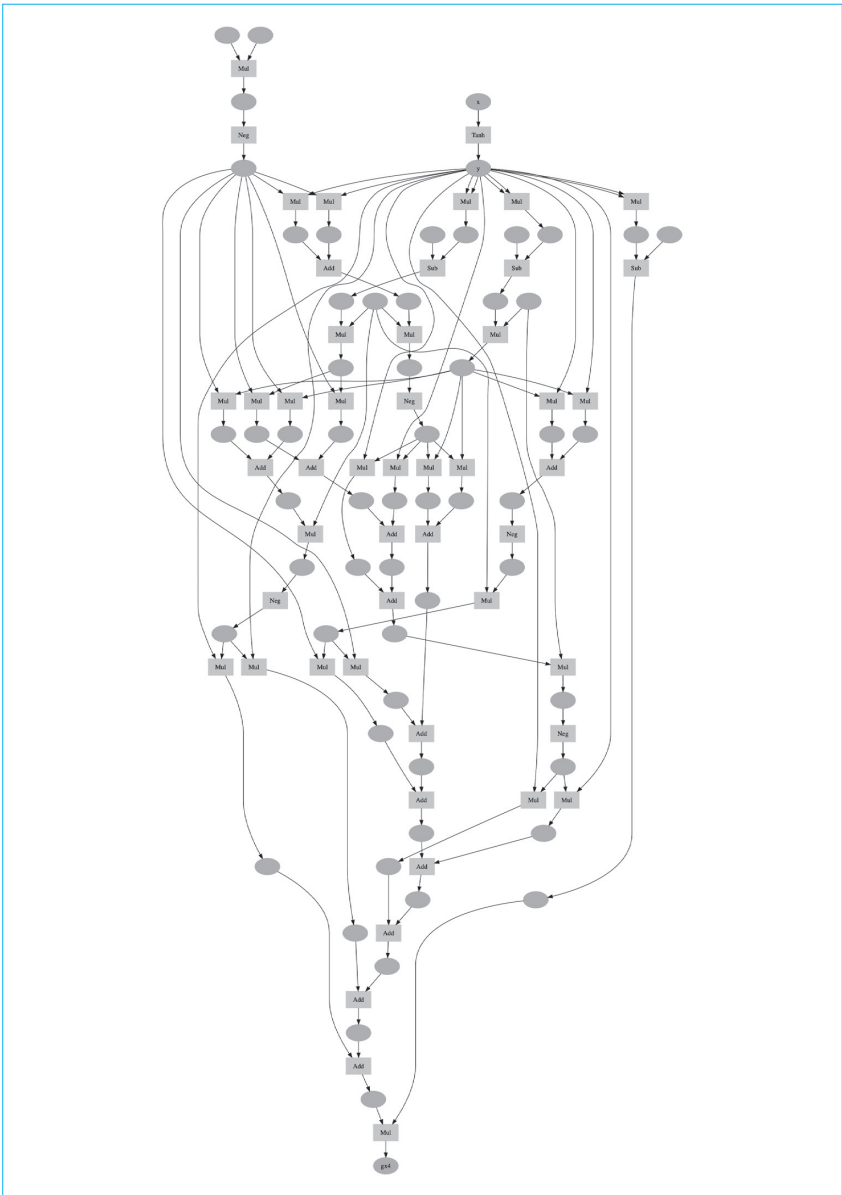 Mul
x
Neg Tanh
y
Mul Mul Mul Mul Mul
Add Sub Sub Sub
Mul Mul Mul
Mul Mul Mul Mul Neg Mul Mul
Add Add Mul Mul Mul Mul Add
Mul Add Add Neg
Neg Add Mul
Mul Mul Mul Mul Mul
Add Neg
Add Mul Mul
Add
Add
Add
Add
Mul
gx4